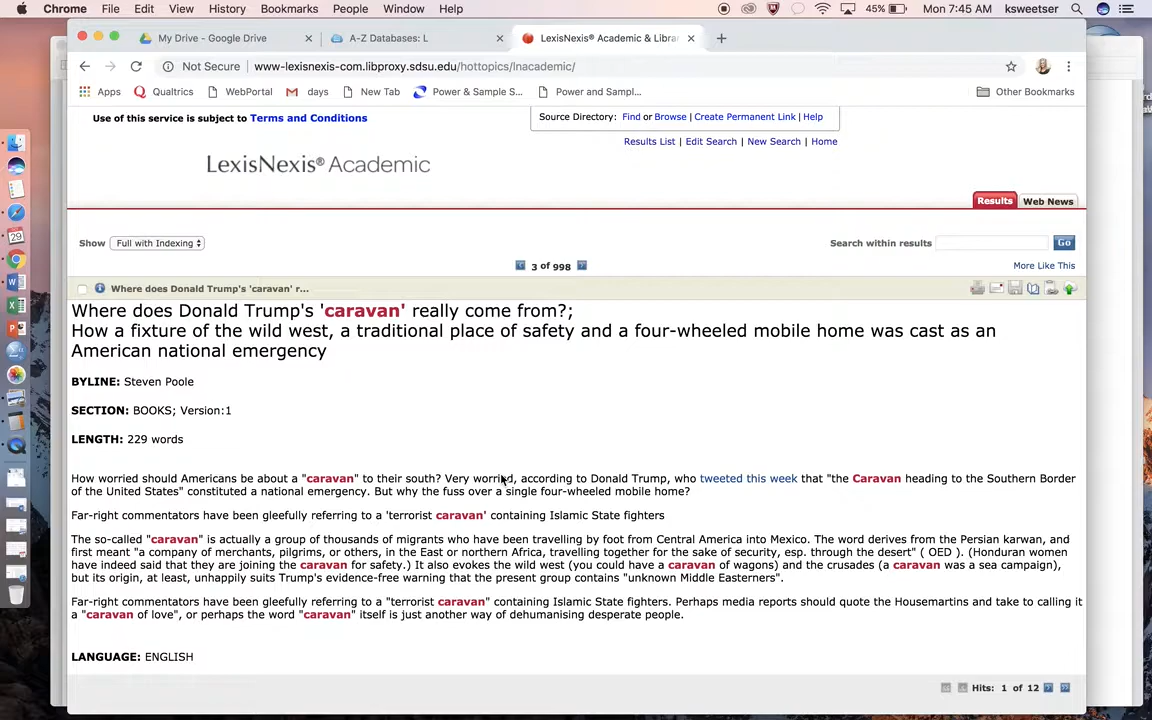 Chrome File Edit View History Bookmarks People Window Help 45% Mon 7:45 AM ksweetser
My Drive - Google Drive A-Z Databases: L LexisNexis® Academic & Librar
Not Secure www-lexisnexis-com.libproxy.sdsu.edu/hottopics/lnacademic/
Apps Qualtrics WebPortal days New Tab Power & Sample S... Power and Sampl... Other Bookmarks
Use of this service is subject to Terms and Conditions
Source Directory: Find or Browse | Create Permanent Link | Help
Results List | Edit Search | New Search | Home
LexisNexis® Academic
Results Web News
Show Full with Indexing Search within results Go
3 of 998
More Like This
Where does Donald Trump's 'caravan' r...
Where does Donald Trump's 'caravan' really come from?;
How a fixture of the wild west, a traditional place of safety and a four-wheeled mobile home was cast as an
American national emergency
BYLINE: Steven Poole
SECTION: BOOKS; Version:1
LENGTH: 229 words
How worried should Americans be about a "caravan" to their south? Very worried, according to Donald Trump, who tweeted this week that "the Caravan heading to the Southern Border
of the United States" constituted a national emergency. But why the fuss over a single four-wheeled mobile home?
Far-right commentators have been gleefully referring to a 'terrorist caravan' containing Islamic State fighters
The so-called "caravan" is actually a group of thousands of migrants who have been travelling by foot from Central America into Mexico. The word derives from the Persian karwan, and
first meant "a company of merchants, pilgrims, or others, in the East or northern Africa, travelling together for the sake of security, esp. through the desert" ( OED ). (Honduran women
have indeed said that they are joining the caravan for safety.) It also evokes the wild west (you could have a caravan of wagons) and the crusades (a caravan was a sea campaign),
but its origin, at least, unhappily suits Trump's evidence-free warning that the present group contains "unknown Middle Easterners".
Far-right commentators have been gleefully referring to a "terrorist caravan" containing Islamic State fighters. Perhaps media reports should quote the Housemartins and take to calling it
a "caravan of love", or perhaps the word "caravan" itself is just another way of dehumanising desperate people.
LANGUAGE: ENGLISH
Hits: 1 of 12